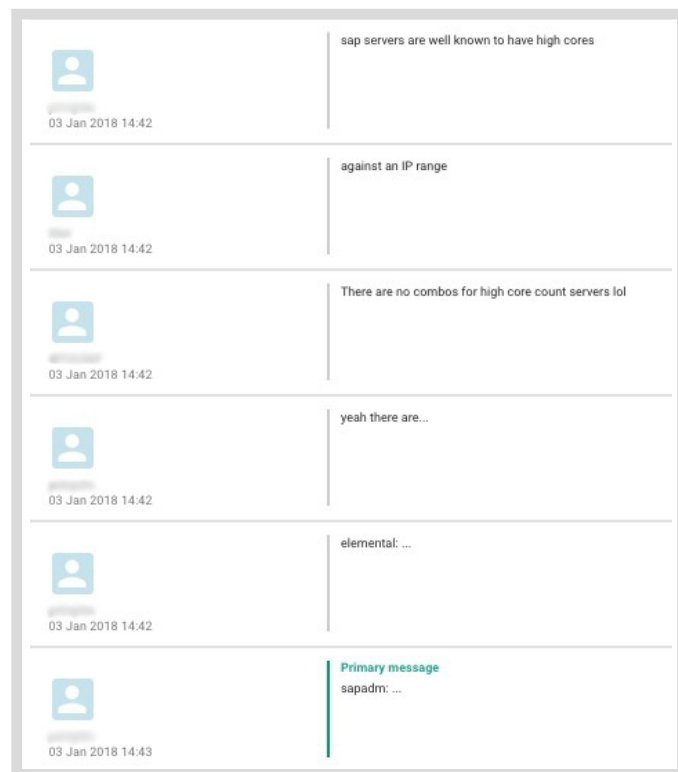 sap servers are well known to have high cores
03 Jan 2018 14:42
against an IP range
03 Jan 2018 14:42
There are no combos for high core count servers lol
03 Jan 2018 14:42
yeah there are...
03 Jan 2018 14:42
elemental: ...
03 Jan 2018 14:42
Primary message
sapadm: ...
03 Jan 2018 14:43